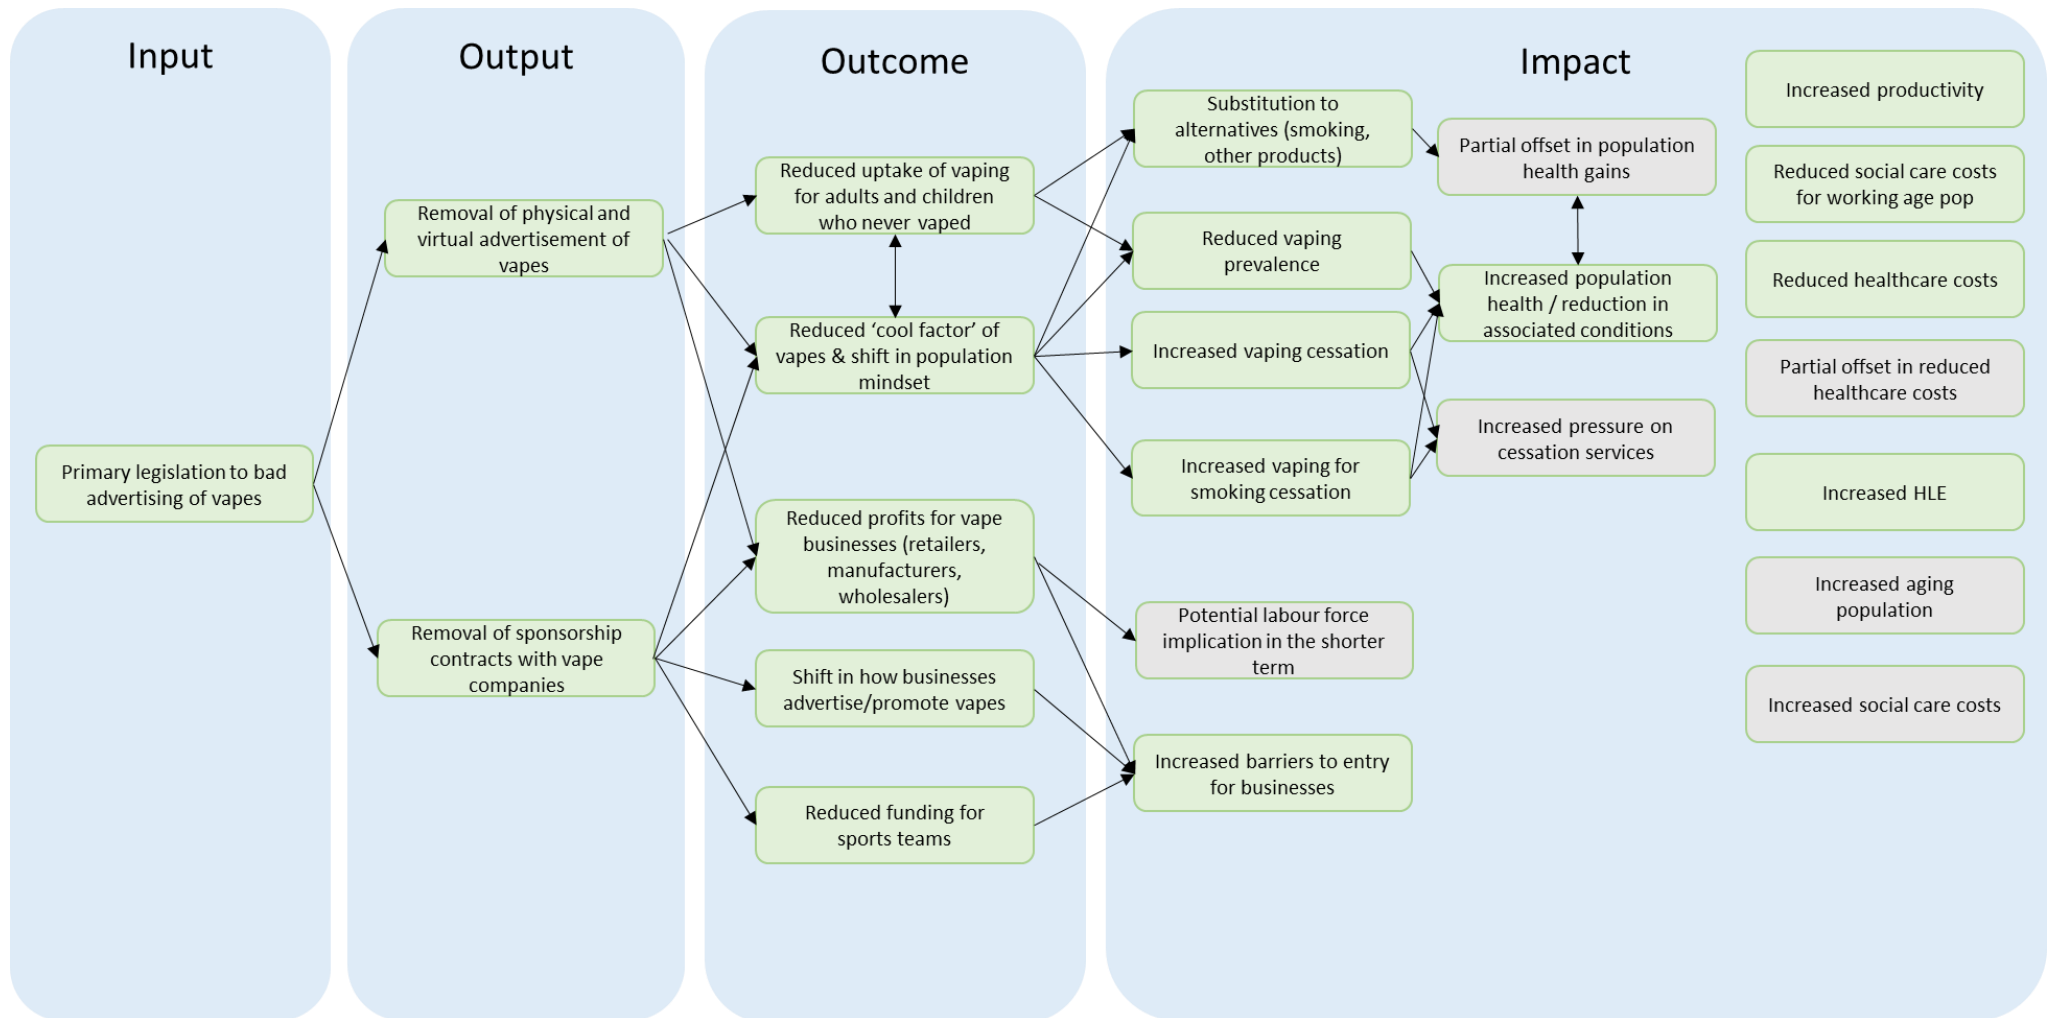 Input
Primary legislation to bad
advertising of vapes
Output
Removal of physical and
virtual advertisement of
vapes
Removal of sponsorship
contracts with vape
companies
Outcome
Reduced uptake of vaping
for adults and children
who never vaped
Reduced ‘cool factor’ of
vapes & shift in population
mindset
Reduced profits for vape
businesses (retailers,
manufacturers,
wholesalers)
Shift in how businesses
advertise/promote vapes
Reduced funding for
sports teams
Impact
Substitution to
alternatives (smoking,
other products)
Reduced vaping
prevalence
Increased vaping cessation
Increased vaping for
smoking cessation
Potential labour force
implication in the shorter
term
Increased barriers to entry
for businesses
Partial offset in population
health gains
Increased population
health / reduction in
associated conditions
Increased pressure on
cessation services
Increased productivity
Reduced social care costs
for working age pop
Reduced healthcare costs
Partial offset in reduced
healthcare costs
Increased HLE
Increased aging
population
Increased social care costs